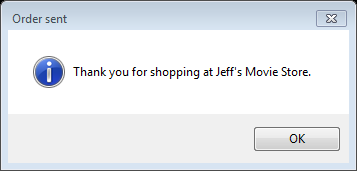 Order sent
Thank you for shopping at Jeff's Movie Store.
OK